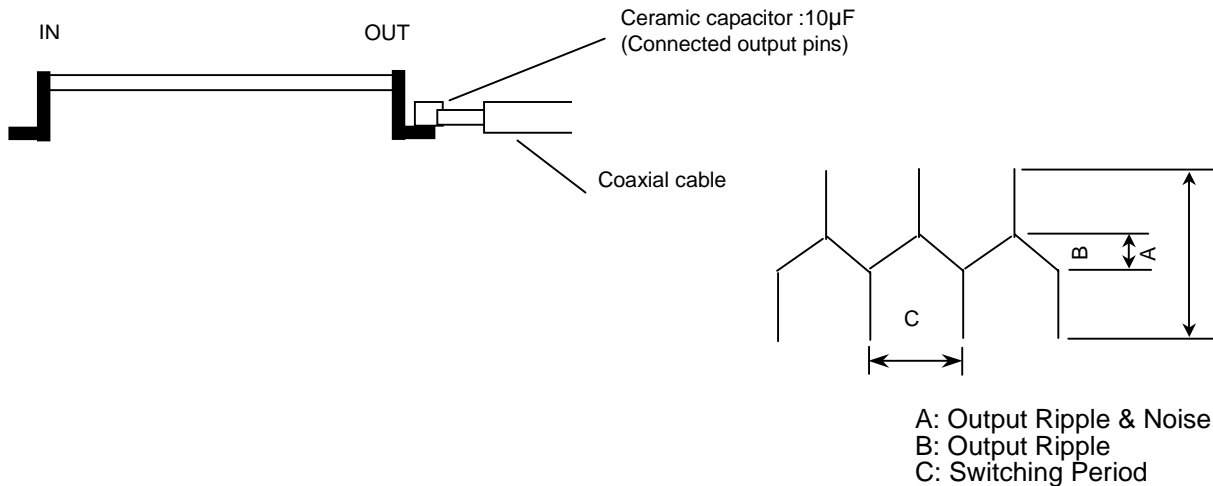 Ceramic capacitor :10µF
(Connected output pins)
IN
OUT
Coaxial cable
B
A
C
A: Output Ripple & Noise
B: Output Ripple
C: Switching Period